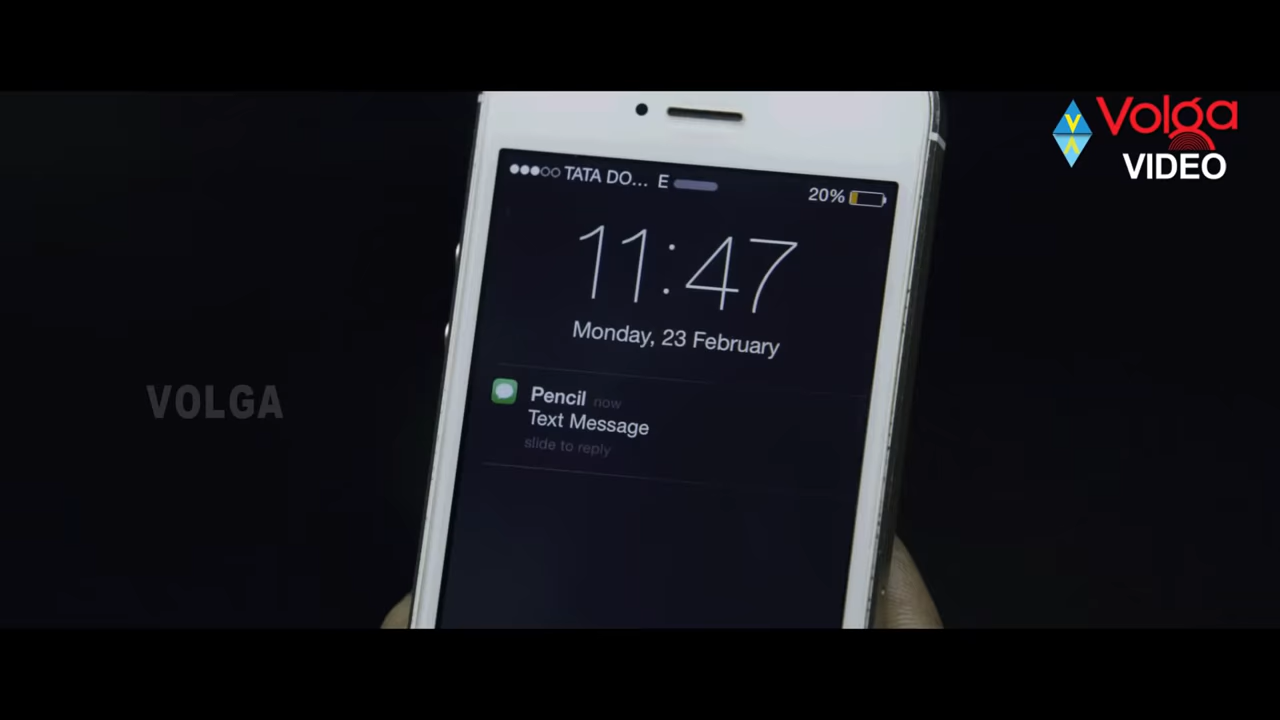 Volga
VIDEO
V
V
TATA DO... E
20%
11:47
Monday, 23 February
Pencil now
Text Message
slide to reply
VOLGA